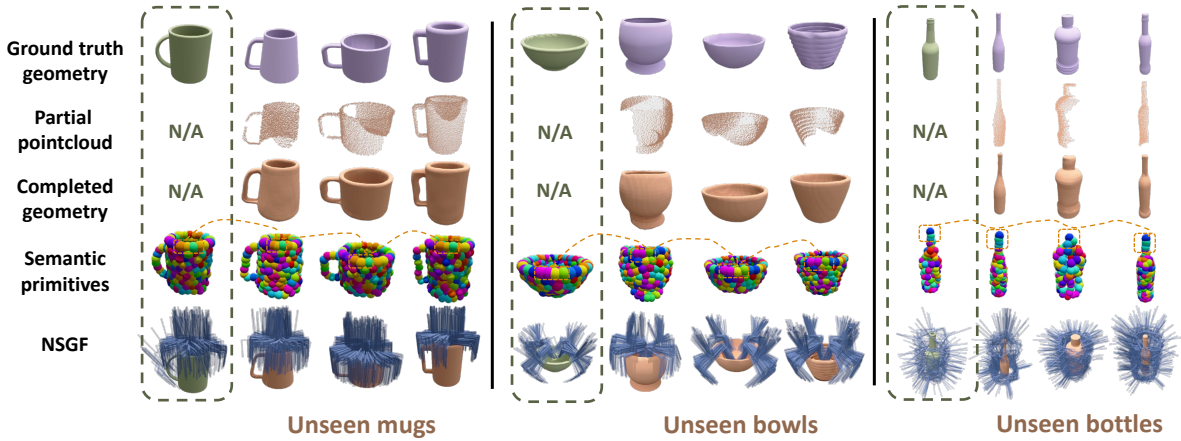 Ground truth
geometry
Partial
pointcloud
N/A
N/A
N/A
Completed
geometry
N/A
N/A
N/A
Semantic
primitives
NSGF
Unseen mugs
Unseen bowls
Unseen bottles